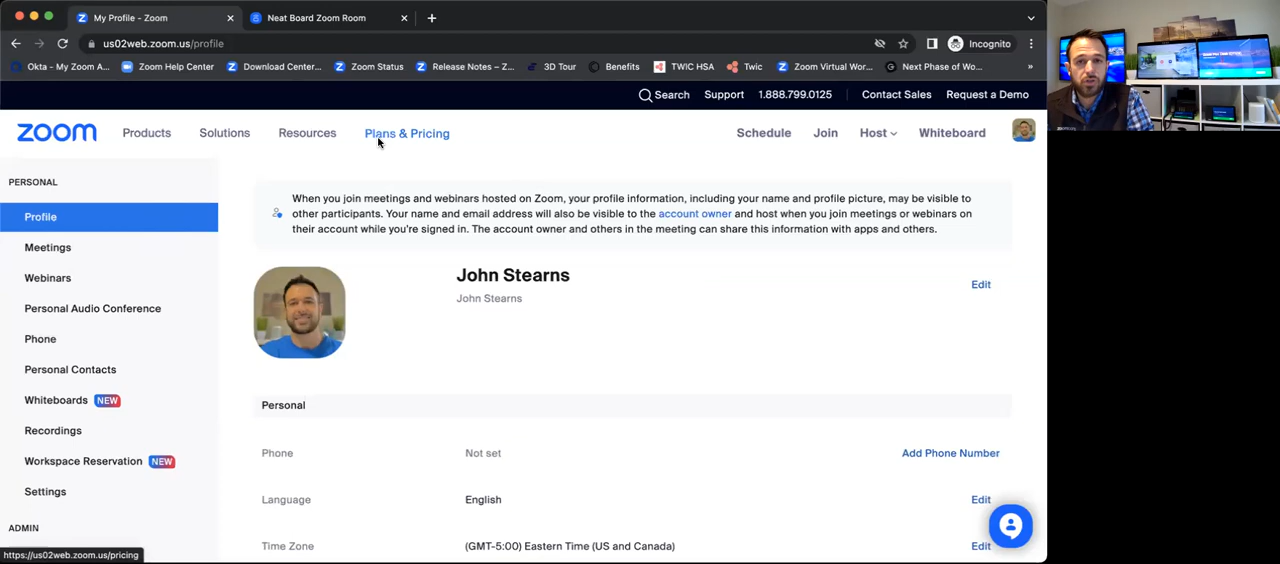 My Profile - Zoom
Neat Board Zoom Room
us02web.zoom.us/profile
Incognito
Okta - My Zoom A...
Zoom Help Center
Download Center...
Release Notes -
3D Tour
Benefits
TWIC HSA
Twic
Zoom Virtual Wor...
Next Phase of Wo...
Search
Support
1.888.799.0125
Contact Sales
Request a Demo
zoom
Products
Solutions
Resources
Plans & Pricing
Schedule
Join
Host
Whiteboard
PERSONAL
Profile
Meetings
Webinars
Personal Audio Conference
Phone
Personal Contacts
Whiteboards NEW
Recordings
Workspace Reservation NEW
Settings
ADMIN
https://us02web.zoom.us/pricing
When you join meetings and webinars hosted on Zoom, your profile information, including your name and profile picture, may be visible to
other participants. Your name and email address will also be visible to the account owner and host when you join meetings or webinars on
their account while you're signed in. The account owner and others in the meeting can share this information with apps and others.
John Stearns
John Stearns
Edit
Personal
Phone
Not set
Add Phone Number
Language
English
Edit
Time Zone
(GMT-5:00) Eastern Time (US and Canada)
Edit